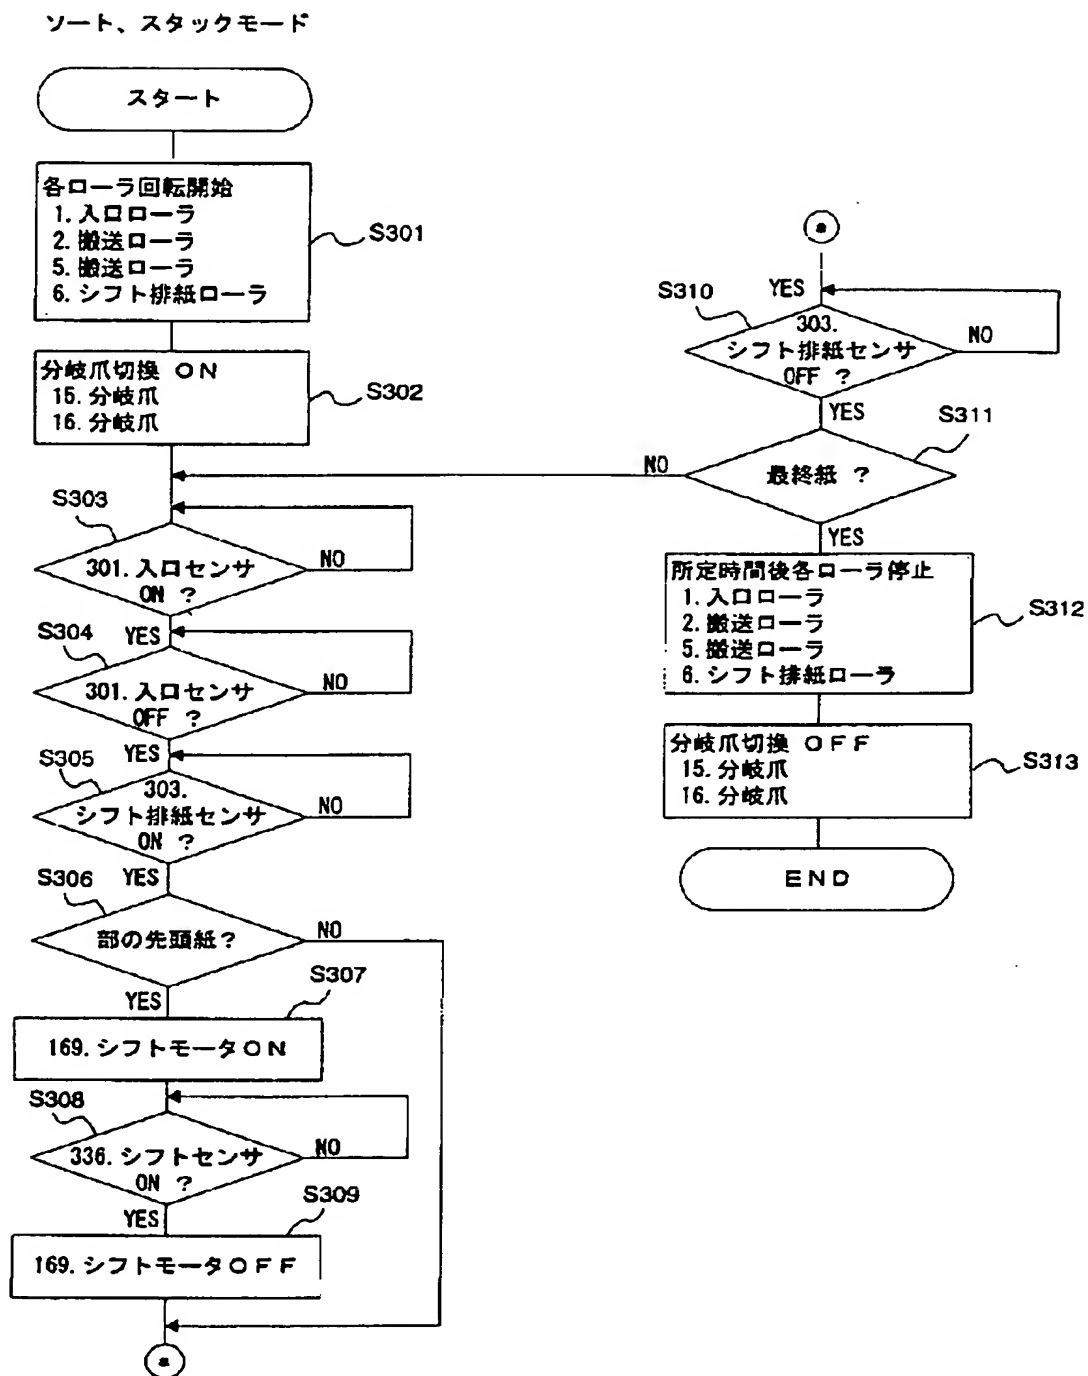 ソート、スタックモード
スタート
各ローラ回転開始
1. 入口ローラ
2. 搬送ローラ
5. 搬送ローラ
6. シフト排紙ローラ
S301
分岐爪切換 ON
15. 分岐爪
16. 分岐爪
S302
S303
301. 入口センサ
ON ?
NO
YES
S304
301. 入口センサ
OFF ?
NO
YES
S305
303.
シフト排紙センサ
ON ?
NO
YES
S306
部の先頭紙?
NO
YES
S307
169. シフトモータON
S308
336. シフトセンサ
ON ?
NO
YES
S309
169. シフトモータOFF
a
a
YES
S310
303.
シフト排紙センサ
OFF ?
NO
YES
S311
最終紙 ?
NO
YES
所定時間後各ローラ停止
1. 入口ローラ
2. 搬送ローラ
5. 搬送ローラ
6. シフト排紙ローラ
S312
分岐爪切換 OFF
15. 分岐爪
16. 分岐爪
S313
END